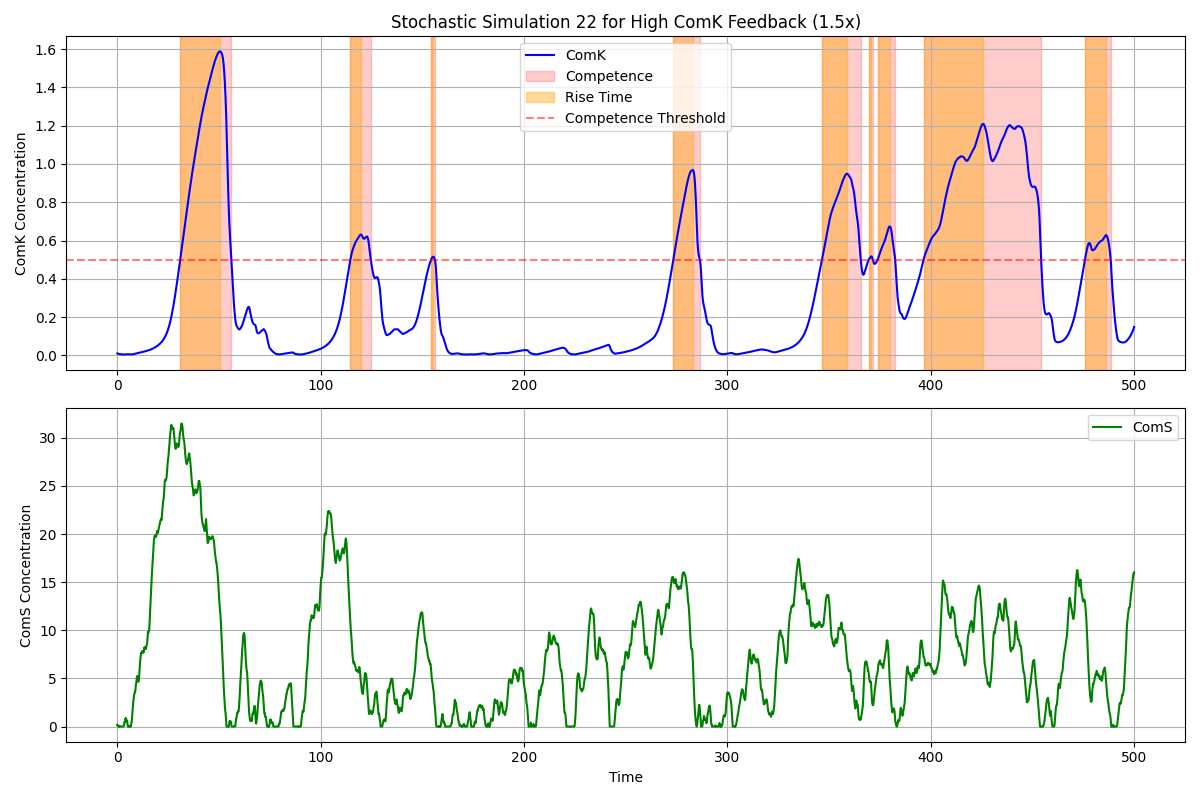 Stochastic Simulation 22 for High ComK Feedback (1.5x)
ComK Concentration
1.6
1.4
1.2
1.0
0.8
0.6
0.4
0.2
0.0
ComK
Competence
Rise Time
Competence Threshold
0 100 200 300 400 500
ComS Concentration
30
25
20
15
10
5
0
ComS
0 100 200 300 400 500
Time